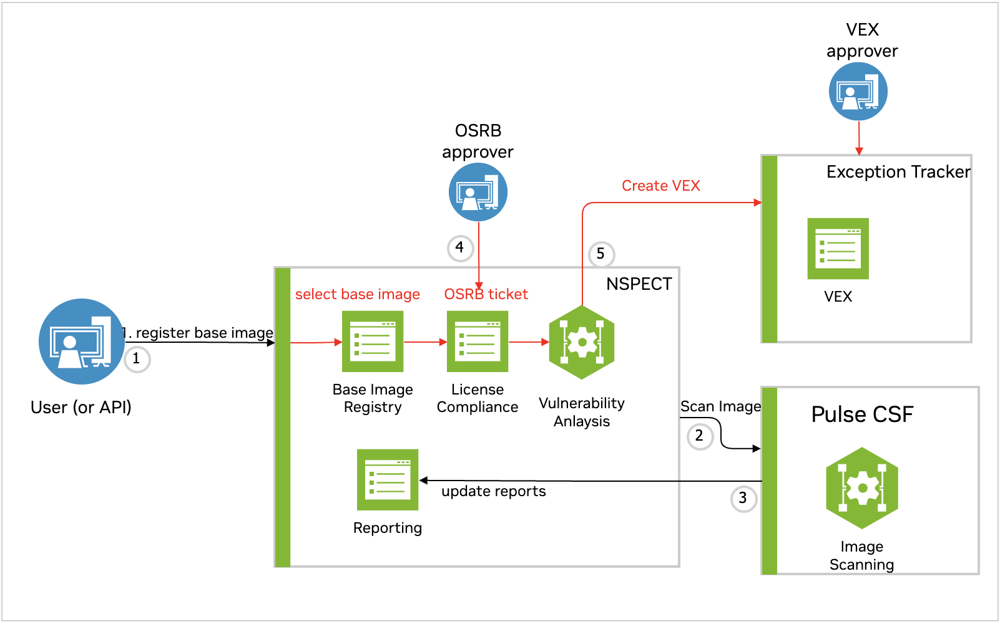 VEX
approver
OSRB
approver
Exception Tracker
Create VEX
4
5
NSPECT
select base image
OSRB ticket
VEX
1. register base image
1
User (or API)
Base Image
Registry
License
Compliance
Vulnerability
Anlaysis
Scan Image
2
Pulse CSF
update reports
3
Reporting
Image
Scanning